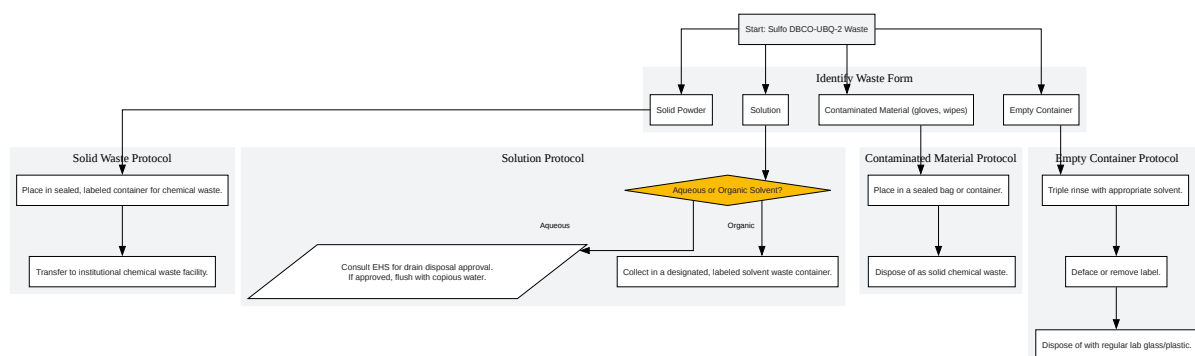 Start: Sulfo DBCO-UBQ-2 Waste
Identify Waste Form
Solid Powder
Solution
Contaminated Material (gloves, wipes)
Empty Container
Solid Waste Protocol
Solution Protocol
Contaminated Material Protocol
Empty Container Protocol
Place in sealed, labeled container for chemical waste.
Aqueous or Organic Solvent?
Place in a sealed bag or container.
Triple rinse with appropriate solvent.
Aqueous
Organic
Transfer to institutional chemical waste facility.
Consult EHS for drain disposal approval.
If approved, flush with copious water.
Collect in a designated, labeled solvent waste container.
Dispose of as solid chemical waste.
Deface or remove label.
Dispose of with regular lab glass/plastic.